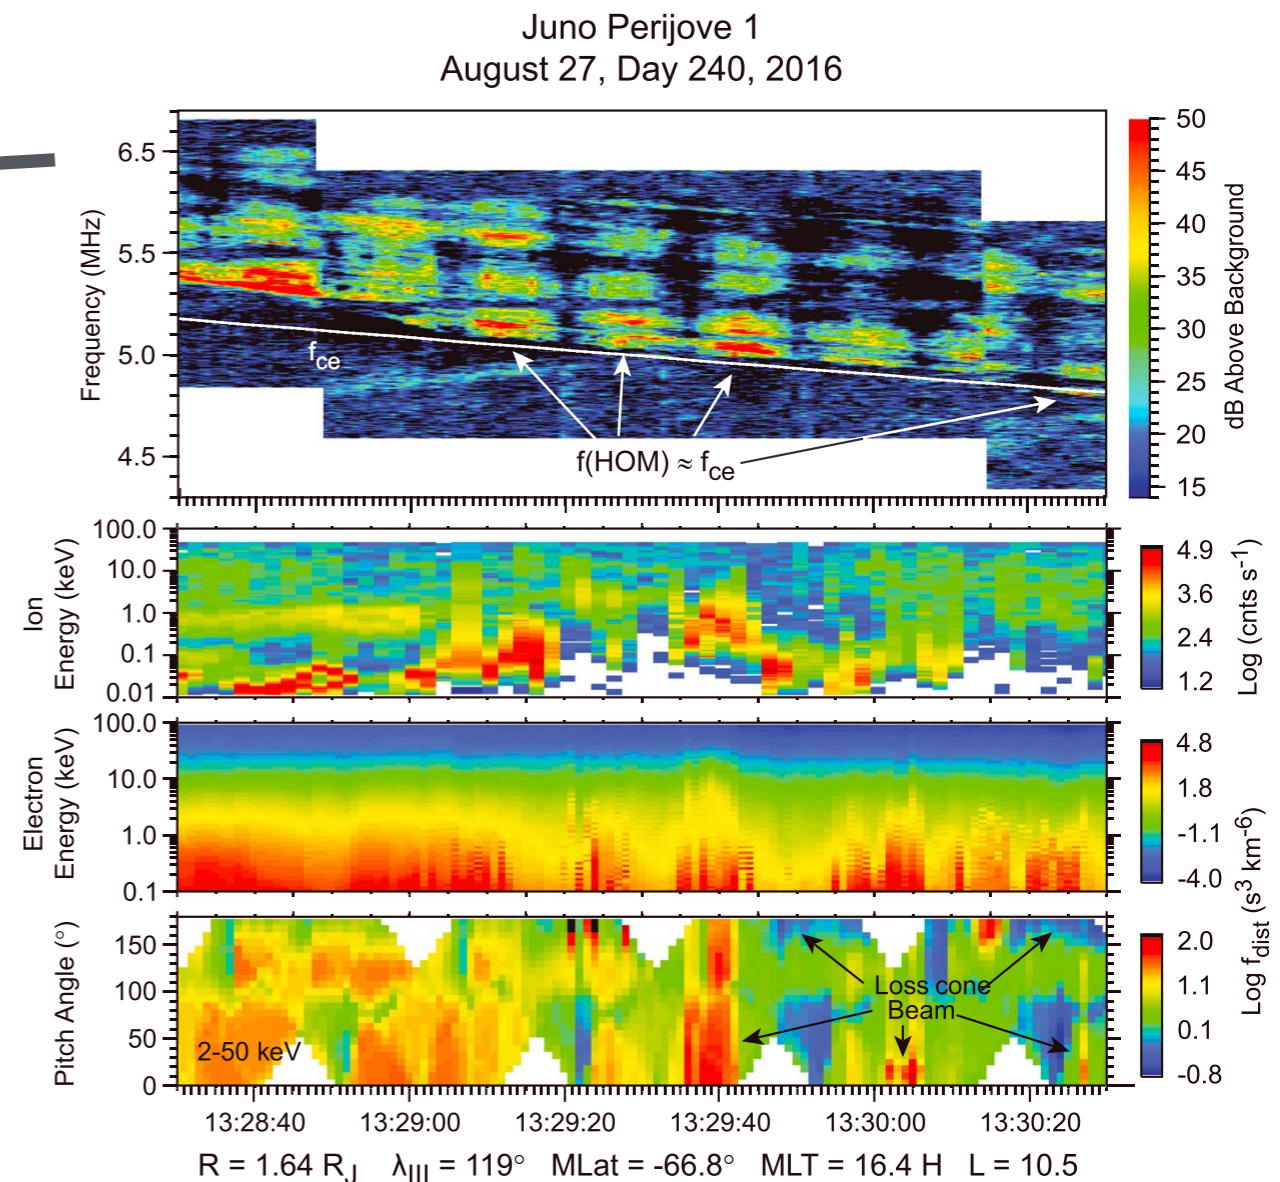 Juno Perijove 1
August 27, Day 240, 2016
Frequency (MHz)
6.5
5.5
5.0
4.5
fce
f(HOM) ≈ fce
50
45
40
35
30
25
20
15
dB Above Background
Ion
Energy (keV)
100.0
10.0
1.0
0.1
0.01
4.9
3.6
2.4
1.2
Log (cnts s-1)
Electron
Energy (keV)
100.0
10.0
1.0
0.1
4.8
1.8
-1.1
-4.0
Pitch Angle (°)
150
100
50
0
2-50 keV
Loss cone
Beam
2.0
1.1
0.1
-0.8
Log fdist (s3 km-6)
13:28:40 13:29:00 13:29:20 13:29:40 13:30:00 13:30:20
R = 1.64 RJ λIII = 119° MLat = -66.8° MLT = 16.4 H L = 10.5